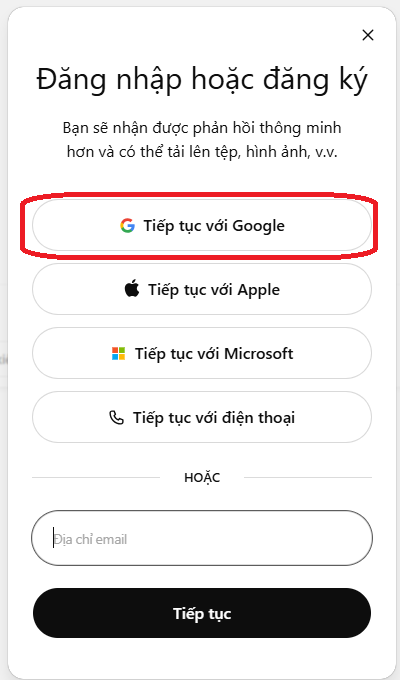 Đăng nhập hoặc đăng ký
Bạn sẽ nhận được phản hồi thông minh
hơn và có thể tải lên tệp, hình ảnh, v.v.
Tiếp tục với Google
Tiếp tục với Apple
Tiếp tục với Microsoft
Tiếp tục với điện thoại
HOẶC
Địa chỉ email
Tiếp tục